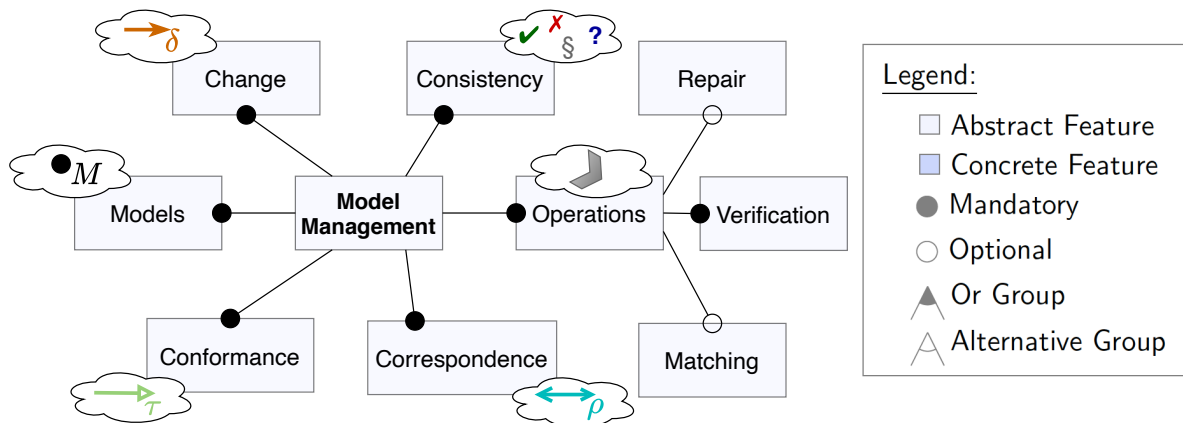 δ
Change
✔ ✗ § ?
Consistency
Repair
M
Models
Model
Management
Operations
Verification
τ
Conformance
ρ
Correspondence
Matching
Legend:
Abstract Feature
Concrete Feature
Mandatory
Optional
Or Group
Alternative Group